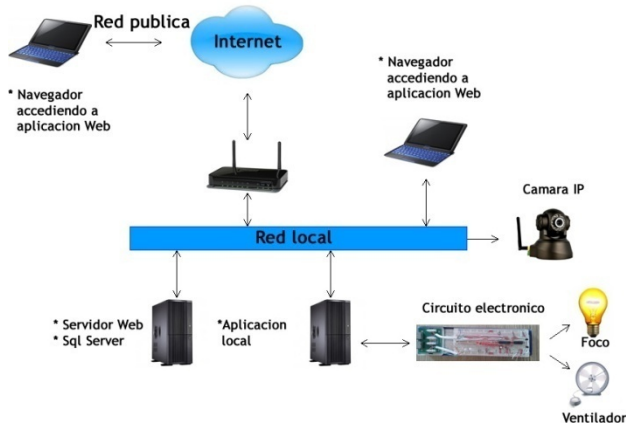 Red publica
Internet
* Navegador
accediendo a
aplicacion Web
* Navegador
accediendo a
aplicacion Web
Camara IP
Red local
* Servidor Web
* Sql Server
*Aplicacion
local
Circuito electronico
Foco
Ventilador